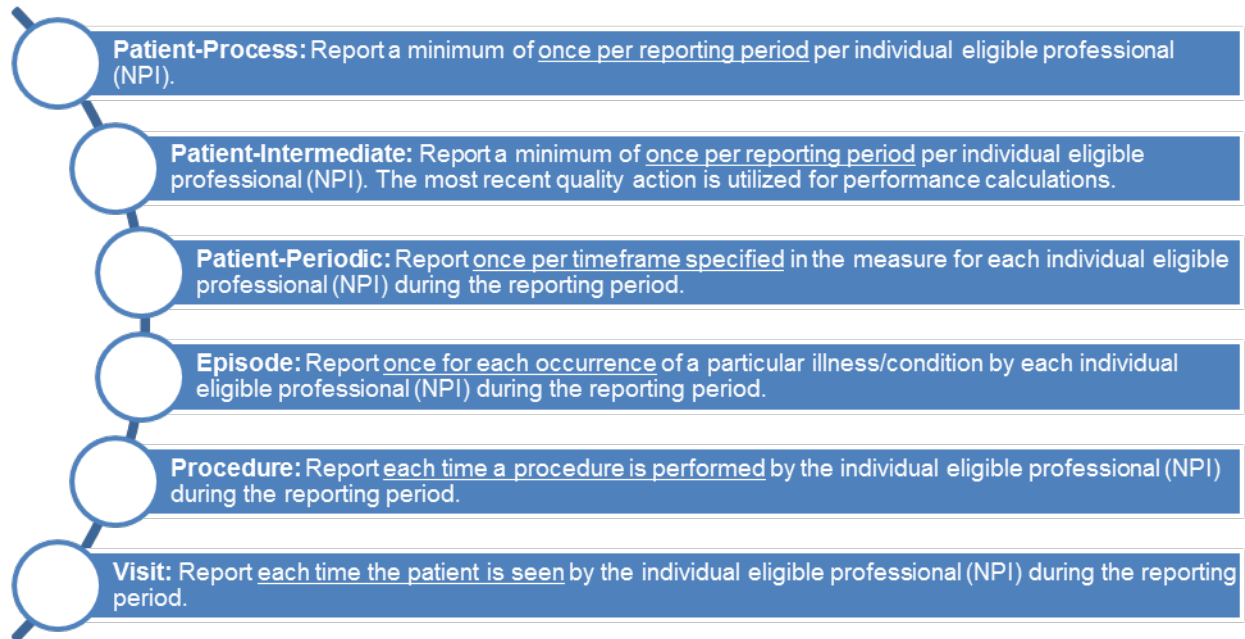 Patient-Process: Report a minimum of once per reporting period per individual eligible professional
(NPI).
Patient-Intermediate: Report a minimum of once per reporting period per individual eligible
professional (NPI). The most recent quality action is utilized for performance calculations.
Patient-Periodic: Report once per timeframe specified in the measure for each individual eligible
professional (NPI) during the reporting period.
Episode: Report once for each occurrence of a particular illness/condition by each individual
eligible professional (NPI) during the reporting period.
Procedure: Report each time a procedure is performed by the individual eligible professional (NPI)
during the reporting period.
Visit: Report each time the patient is seen by the individual eligible professional (NPI) during the reporting
period.